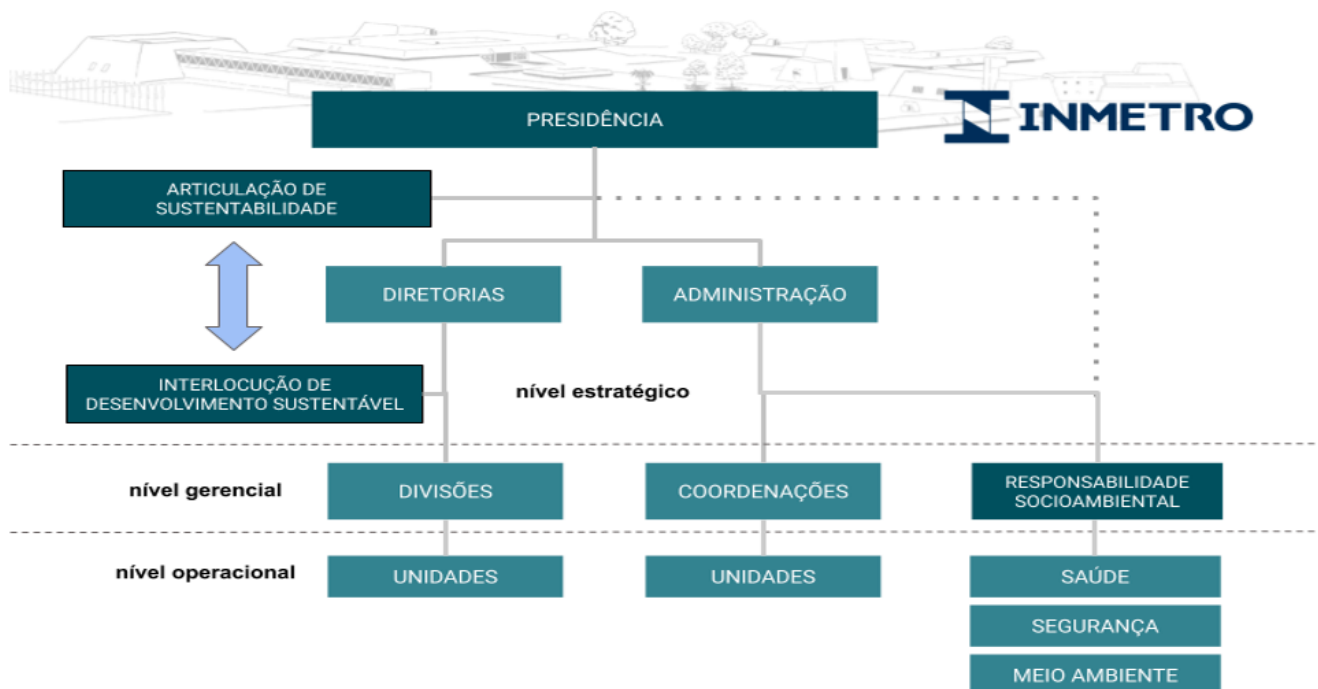 PRESIDÊNCIA
INMETRO
ARTICULAÇÃO DE
SUSTENTABILIDADE
DIRETORIAS
ADMINISTRAÇÃO
INTERLOCUÇÃO DE
DESENVOLVIMENTO SUSTENTÁVEL
nível estratégico
nível gerencial
DIVISÕES
COORDENAÇÕES
RESPONSABILIDADE
SOCIOAMBIENTAL
nível operacional
UNIDADES
UNIDADES
SAÚDE
SEGURANÇA
MEIO AMBIENTE